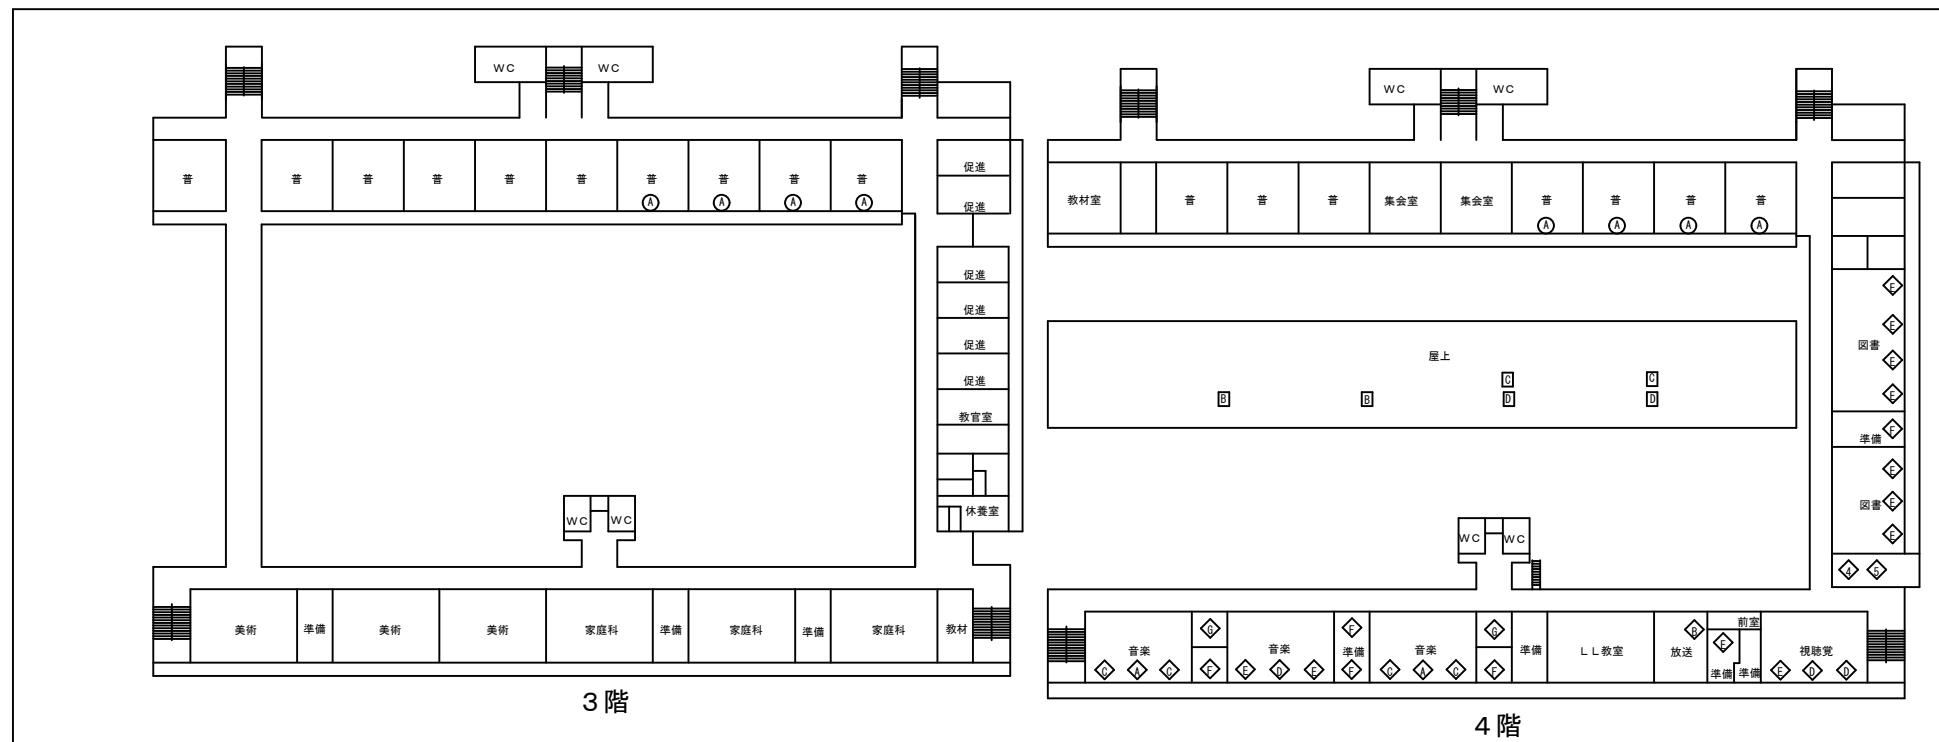 WC WC
普 普 普 普 普 普 普 普 普 普
A A A A
促進
促進
促進
促進
促進
促進
教官室
休養室
WC WC
美術 準備 美術 美術 家庭科 準備 家庭科 準備 家庭科 教材
3階
WC WC
教材室 普 普 普 集会室 集会室 普 普 普 普
A A A A
屋上
C C
B B D D
E
E
図書
E
E
準備 F
E
図書 E
E
4 5
WC WC
前室
G F G B E
音楽 音楽 準備 音楽 準備 LL教室 放送 視聴覚
C A C F E D E F C A C F 準備 準備 E D D
4階